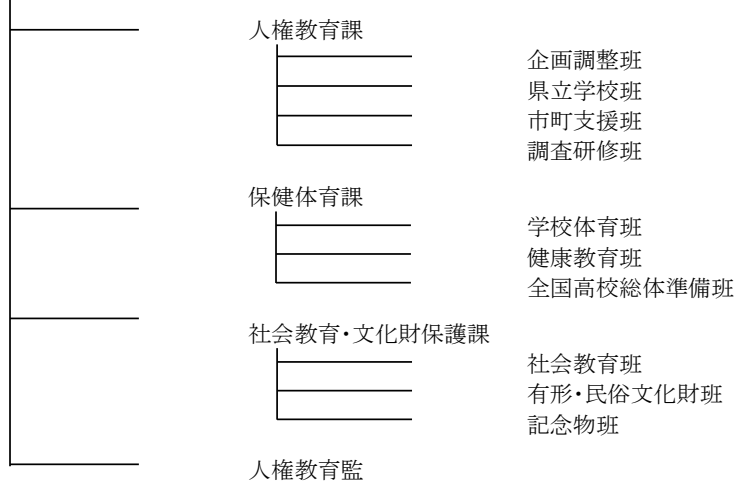 人権教育課
企画調整班
県立学校班
市町支援班
調査研修班
保健体育課
学校体育班
健康教育班
全国高校総体準備班
社会教育・文化財保護課
社会教育班
有形・民俗文化財班
記念物班
人権教育監